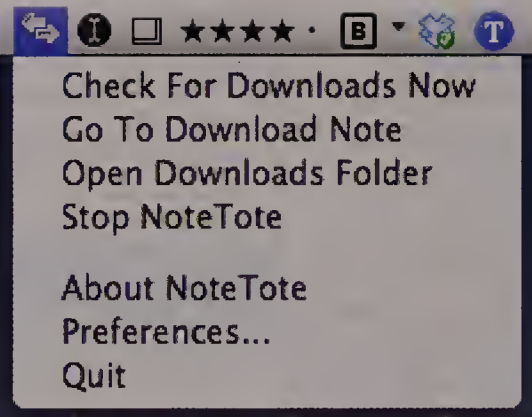 ★★★★ · B T
Check For Downloads Now
Go To Download Note
Open Downloads Folder
Stop NoteTote
About NoteTote
Preferences...
Quit